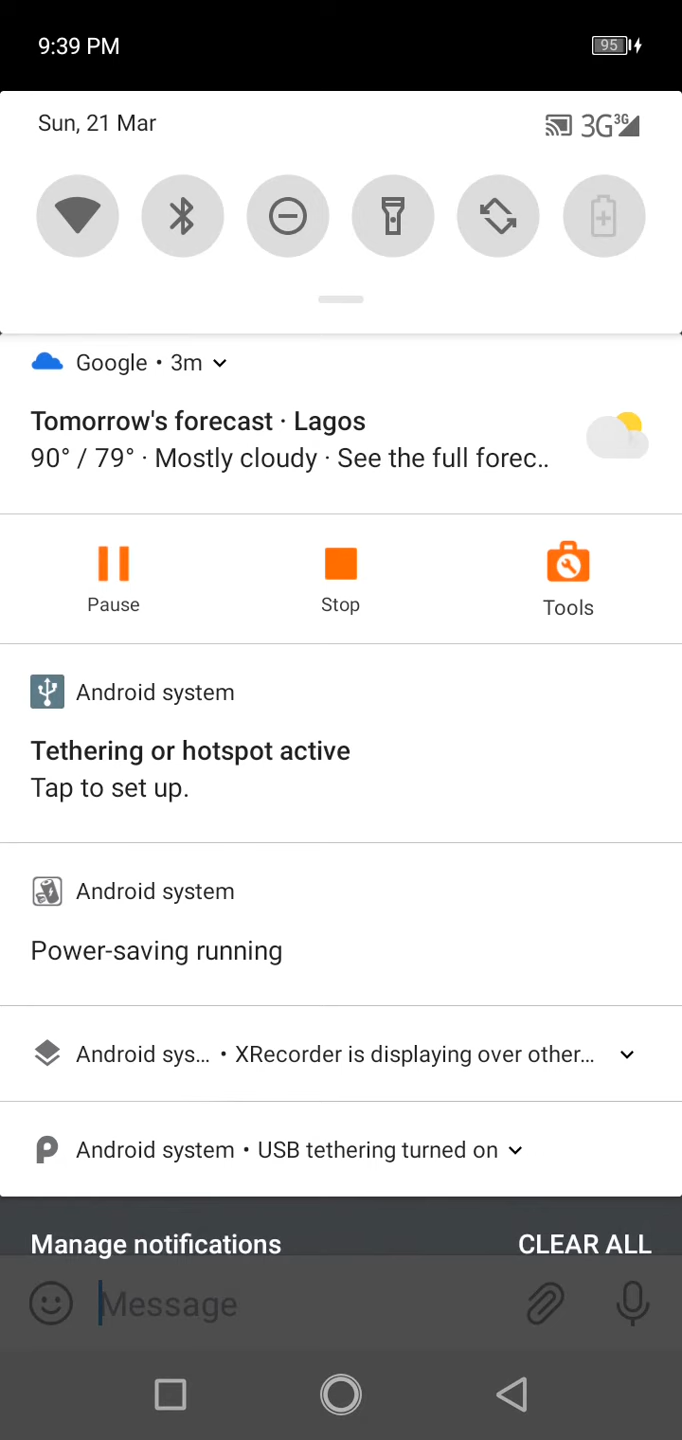 9:39 PM
95
Sun, 21 Mar
3G 3G
Google • 3m
Tomorrow's forecast · Lagos
90° / 79° · Mostly cloudy · See the full forec..
Pause
Stop
Tools
Android system
Tethering or hotspot active
Tap to set up.
Android system
Power-saving running
Android sys... • XRecorder is displaying over other...
Android system • USB tethering turned on
Manage notifications
CLEAR ALL
Message